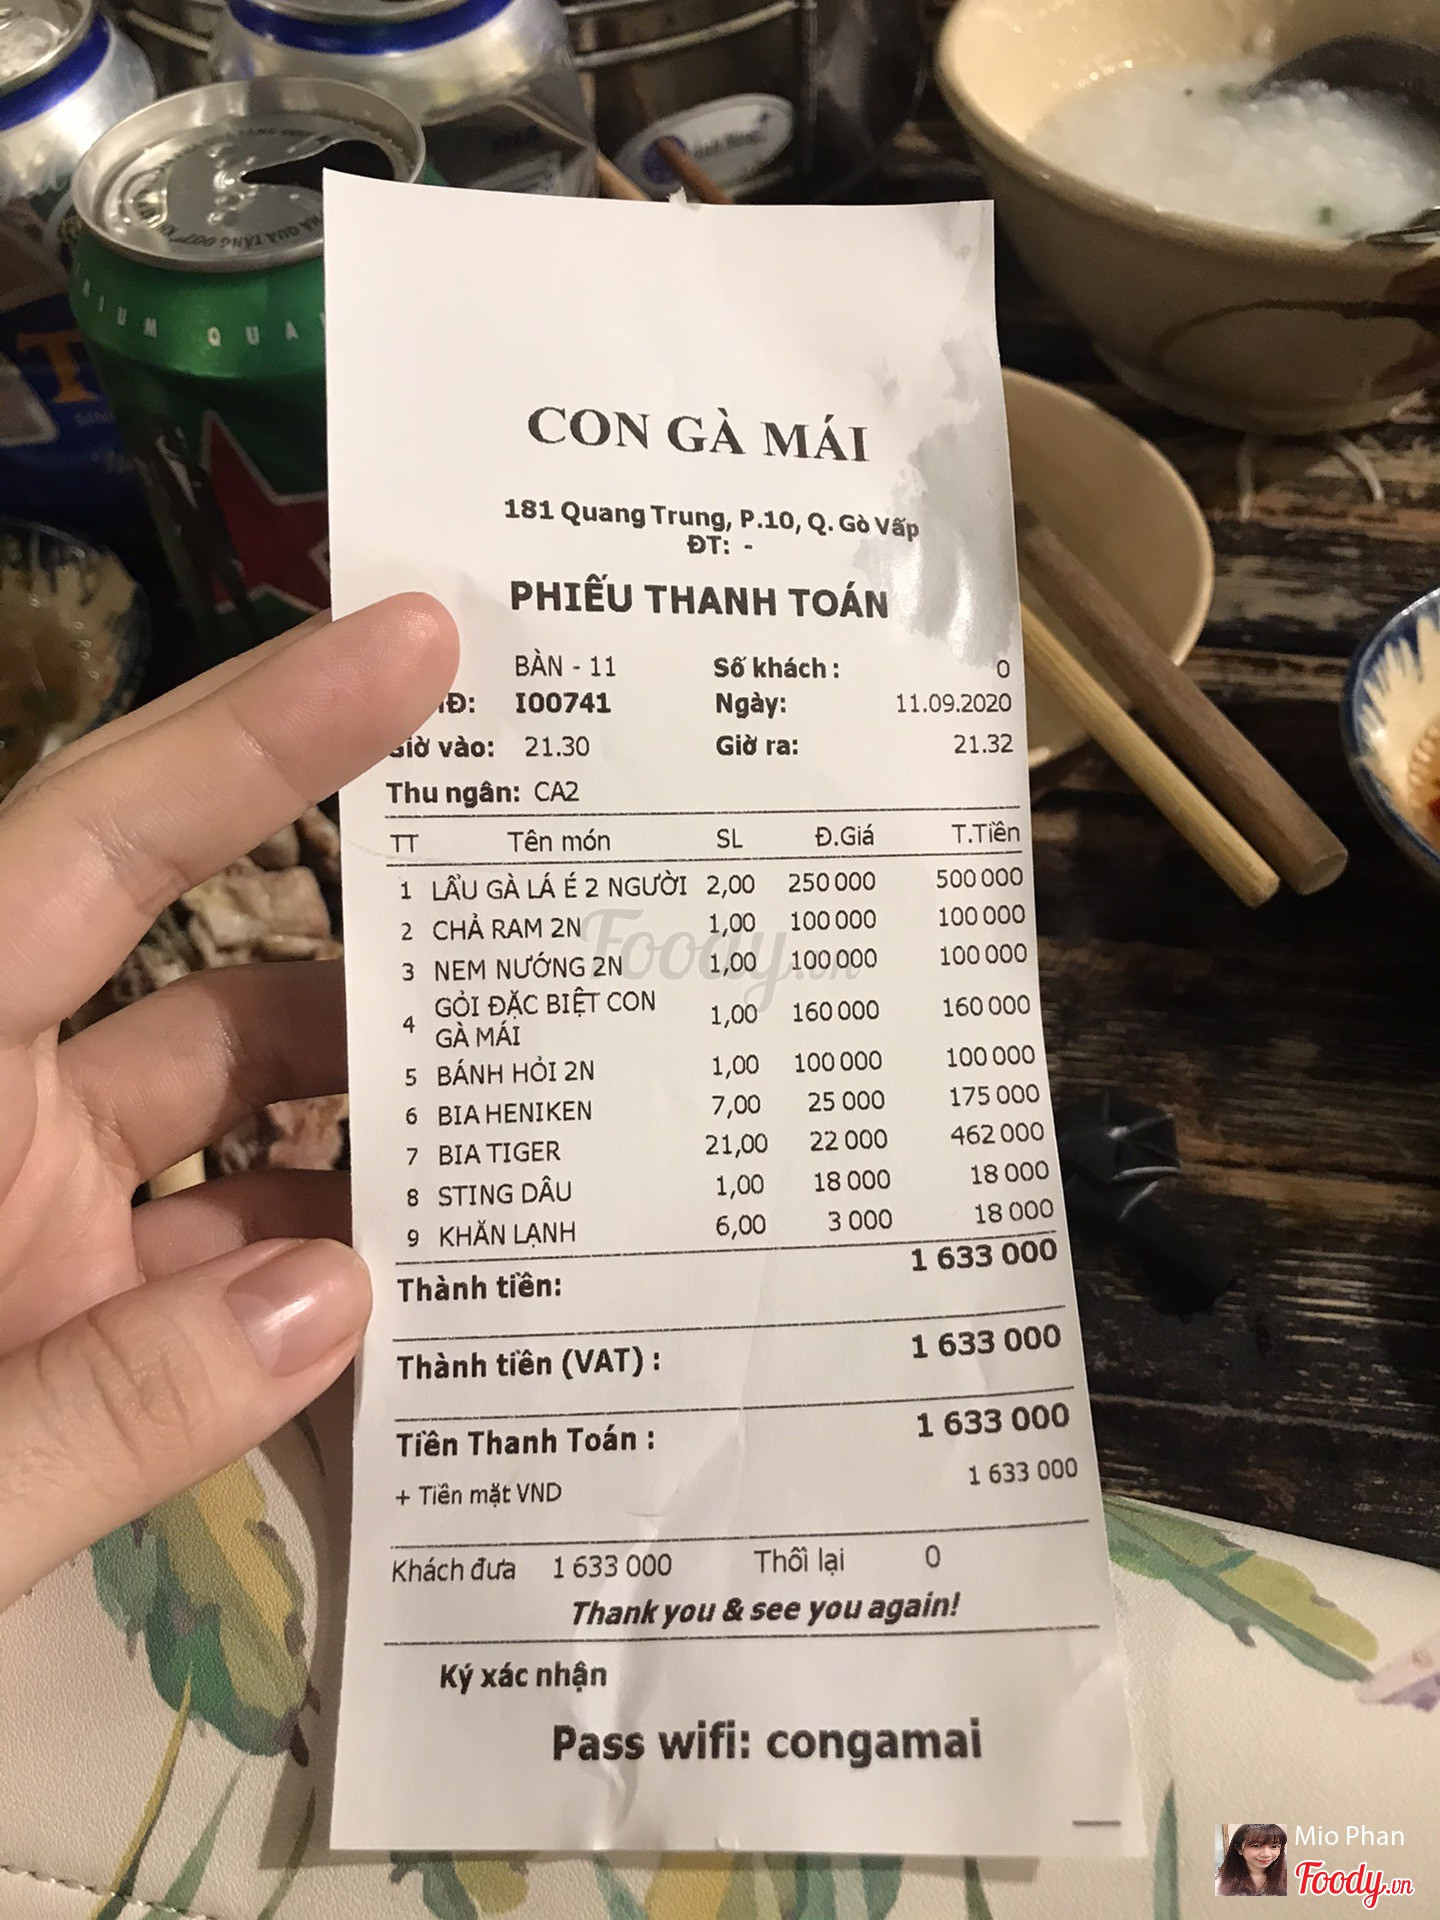 CON GÀ MÁI
181 Quang Trung, P.10, Q. Gò Vấp
ĐT: -
PHIẾU THANH TOÁN
BÀN - 11 Số khách : 0
I00741 Ngày: 11.09.2020
Giờ vào: 21.30 Giờ ra: 21.32
Thu ngân: CA2
TT Tên món SL Đ.Giá T.Tiền
1 LẨU GÀ LÁ É 2 NGƯỜI 2,00 250 000 500 000
2 CHẢ RAM 2N 1,00 100 000 100 000
3 NEM NƯỚNG 2N 1,00 100 000 100 000
4 GỎI ĐẶC BIỆT CON
GÀ MÁI 1,00 160 000 160 000
5 BÁNH HỎI 2N 1,00 100 000 100 000
6 BIA HENIKEN 7,00 25 000 175 000
7 BIA TIGER 21,00 22 000 462 000
8 STING DÂU 1,00 18 000 18 000
9 KHĂN LẠNH 6,00 3 000 18 000
Thành tiền: 1 633 000
Thành tiền (VAT) : 1 633 000
Tiền Thanh Toán : 1 633 000
+ Tiền mặt VND 1 633 000
Khách đưa 1 633 000 Thối lại 0
Thank you & see you again!
Ký xác nhận
Pass wifi: congamai
Foody.vn
Mio Phan
Foody.vn